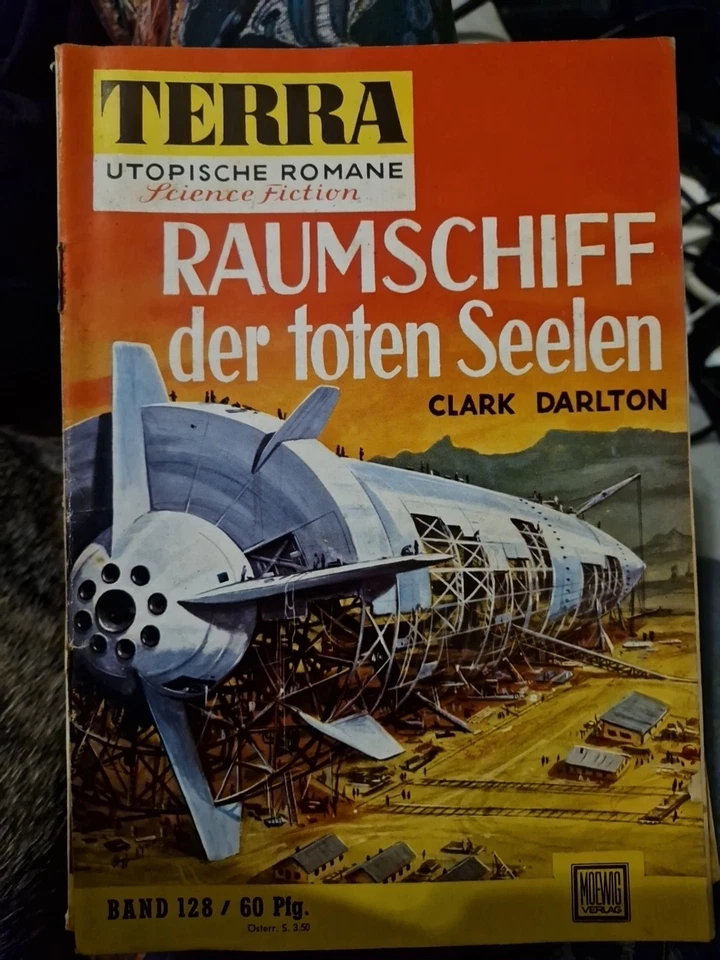 TERRA
UTOPISCHE ROMANE
Science Fiction
RAUMSCHIFF
der toten Seelen
CLARK DARLTON
BAND 128 / 60 Pfg.
Österr. S. 3.50
MOEWIG
VERLAG